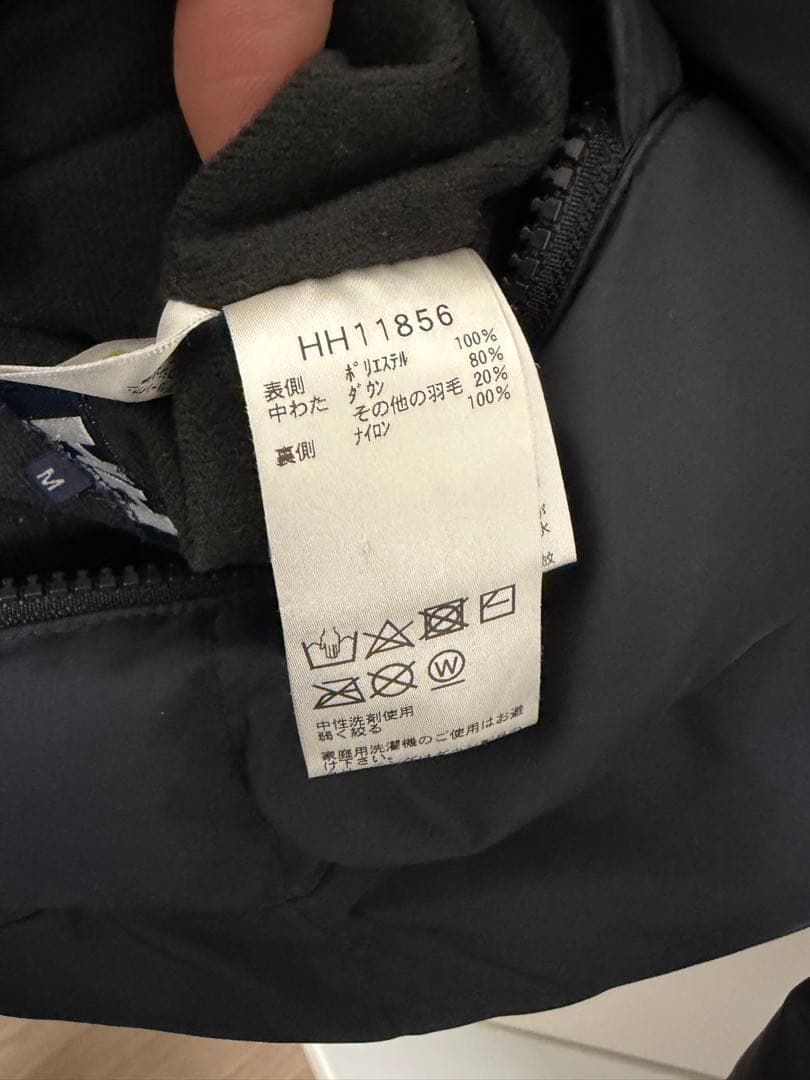 HH11856
表側 ポリエステル 100%
中わた ダウン 80%
その他の羽毛 20%
裏側 ナイロン 100%
W
中性洗剤使用
弱く絞る
家庭用洗濯機のご使用はお避
け下さい。
M
が
水
放